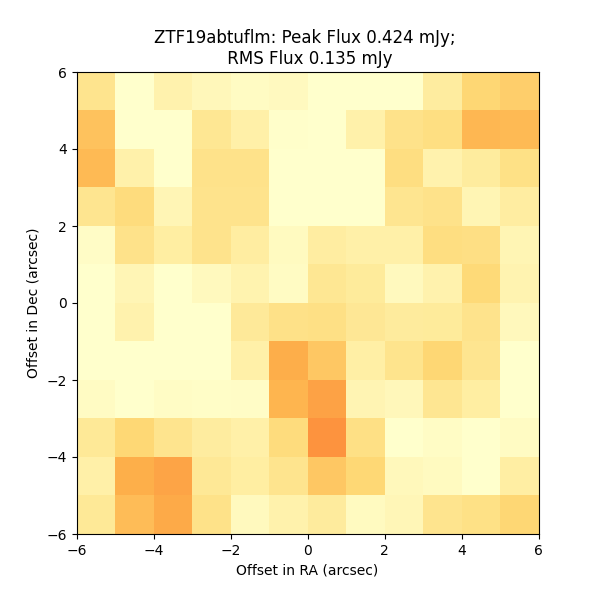 ZTF19abtuflm: Peak Flux 0.424 mJy;
RMS Flux 0.135 mJy
6
4
2
0
−2
−4
−6
Offset in Dec (arcsec)
−6 −4 −2 0 2 4 6
Offset in RA (arcsec)